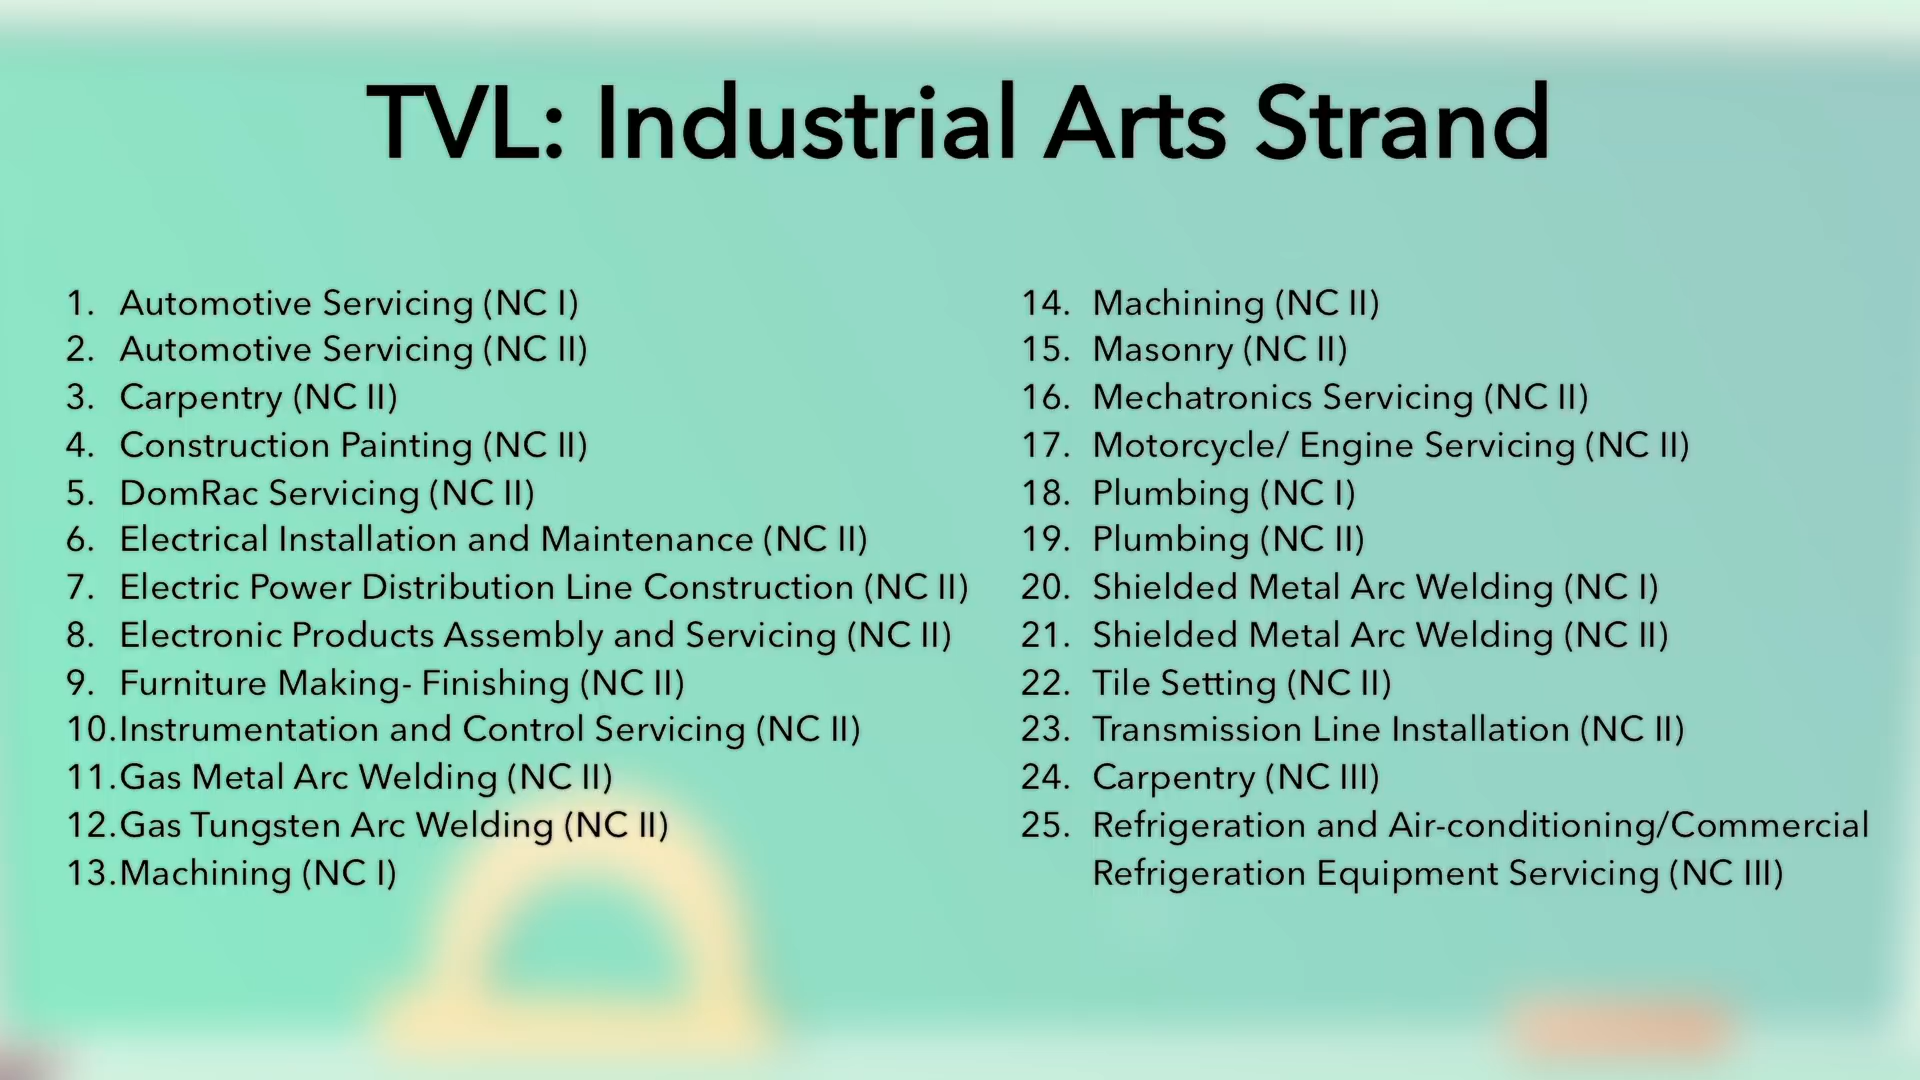 TVL: Industrial Arts Strand
1. Automotive Servicing (NC I)
2. Automotive Servicing (NC II)
3. Carpentry (NC II)
4. Construction Painting (NC II)
5. DomRac Servicing (NC II)
6. Electrical Installation and Maintenance (NC II)
7. Electric Power Distribution Line Construction (NC II)
8. Electronic Products Assembly and Servicing (NC II)
9. Furniture Making- Finishing (NC II)
10. Instrumentation and Control Servicing (NC II)
11. Gas Metal Arc Welding (NC II)
12. Gas Tungsten Arc Welding (NC II)
13. Machining (NC I)
14. Machining (NC II)
15. Masonry (NC II)
16. Mechatronics Servicing (NC II)
17. Motorcycle/ Engine Servicing (NC II)
18. Plumbing (NC I)
19. Plumbing (NC II)
20. Shielded Metal Arc Welding (NC I)
21. Shielded Metal Arc Welding (NC II)
22. Tile Setting (NC II)
23. Transmission Line Installation (NC II)
24. Carpentry (NC III)
25. Refrigeration and Air-conditioning/Commercial
Refrigeration Equipment Servicing (NC III)